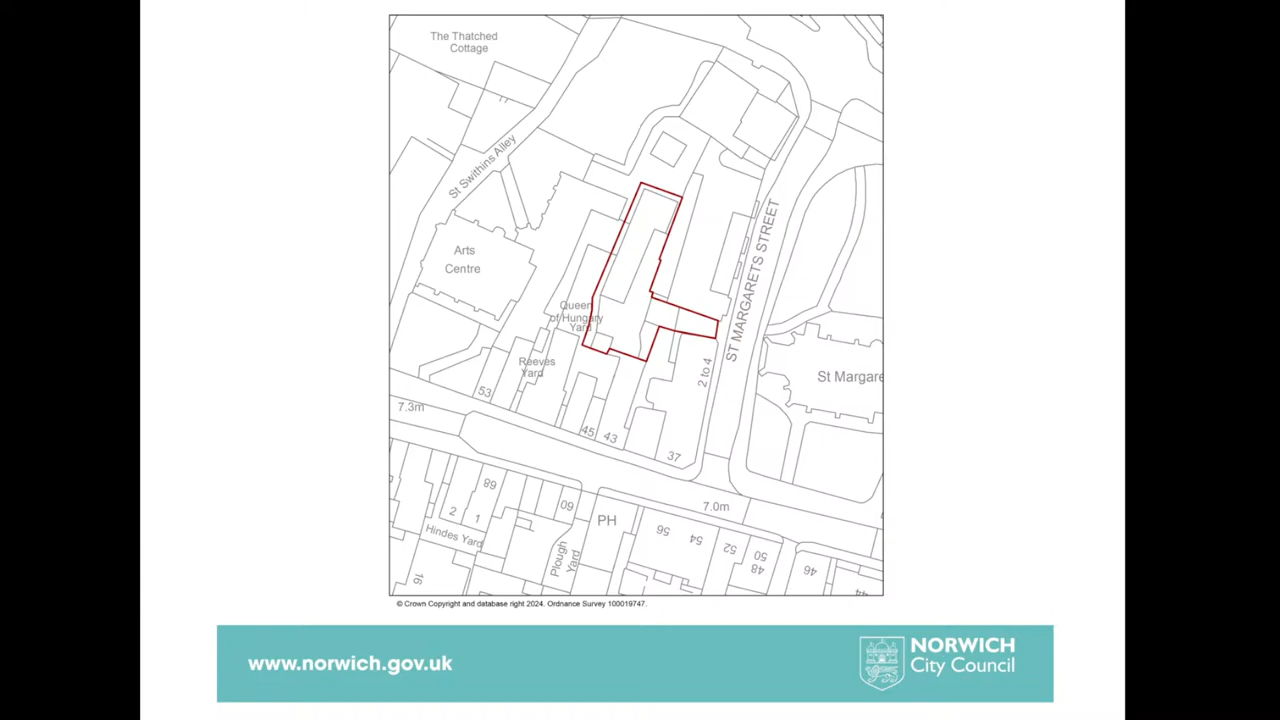 The Thatched
Cottage
St Swithins Alley
Arts
Centre
Queen
of Hungary
Yard
Reeves
Yard
ST MARGARETS STREET
2 to 4
St Margare
53
45
43
37
7.3m
7.0m
68
2
1
60
PH
56
54
52
50
48
46
44
Hindes Yard
Plough
Yard
16
© Crown Copyright and database right 2024. Ordnance Survey 100019747.
www.norwich.gov.uk
NORWICH
City Council